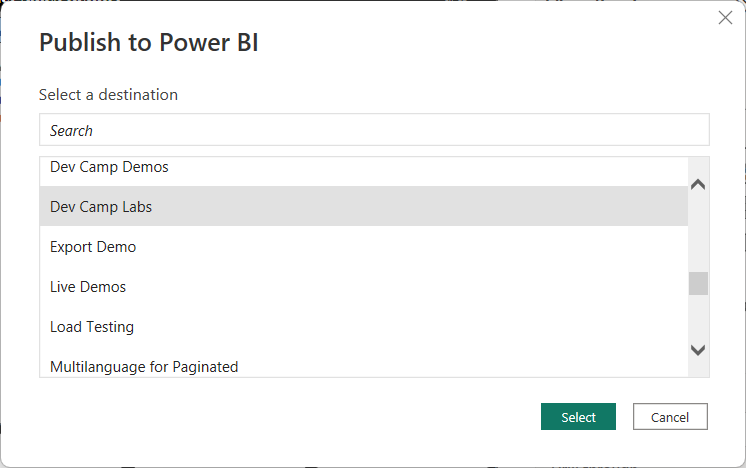 Publish to Power BI
Select a destination
Search
Dev Camp Demos
Dev Camp Labs
Export Demo
Live Demos
Load Testing
Multilanguage for Paginated
Select
Cancel